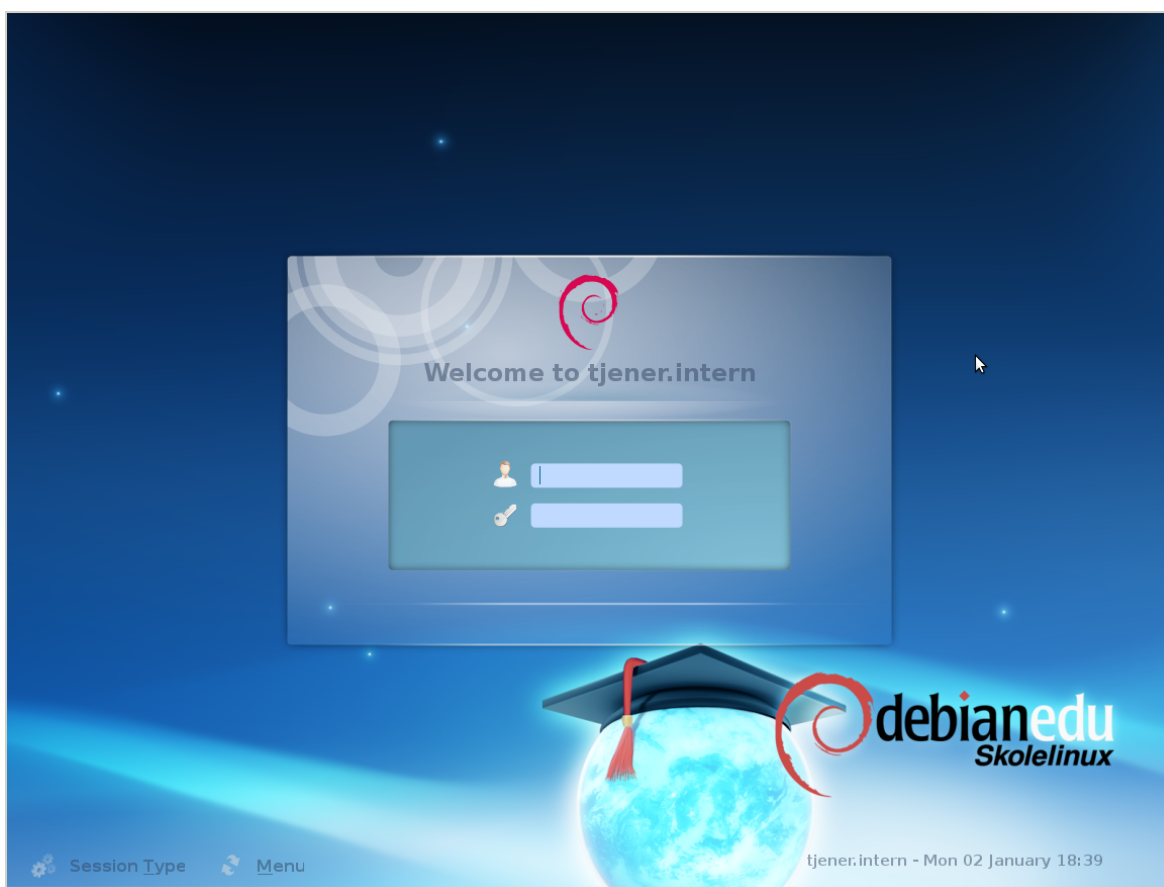 Welcome to tjener.intern
debianedu
Skolelinux
Session Type
Menu
tjener.intern - Mon 02 January 18:39